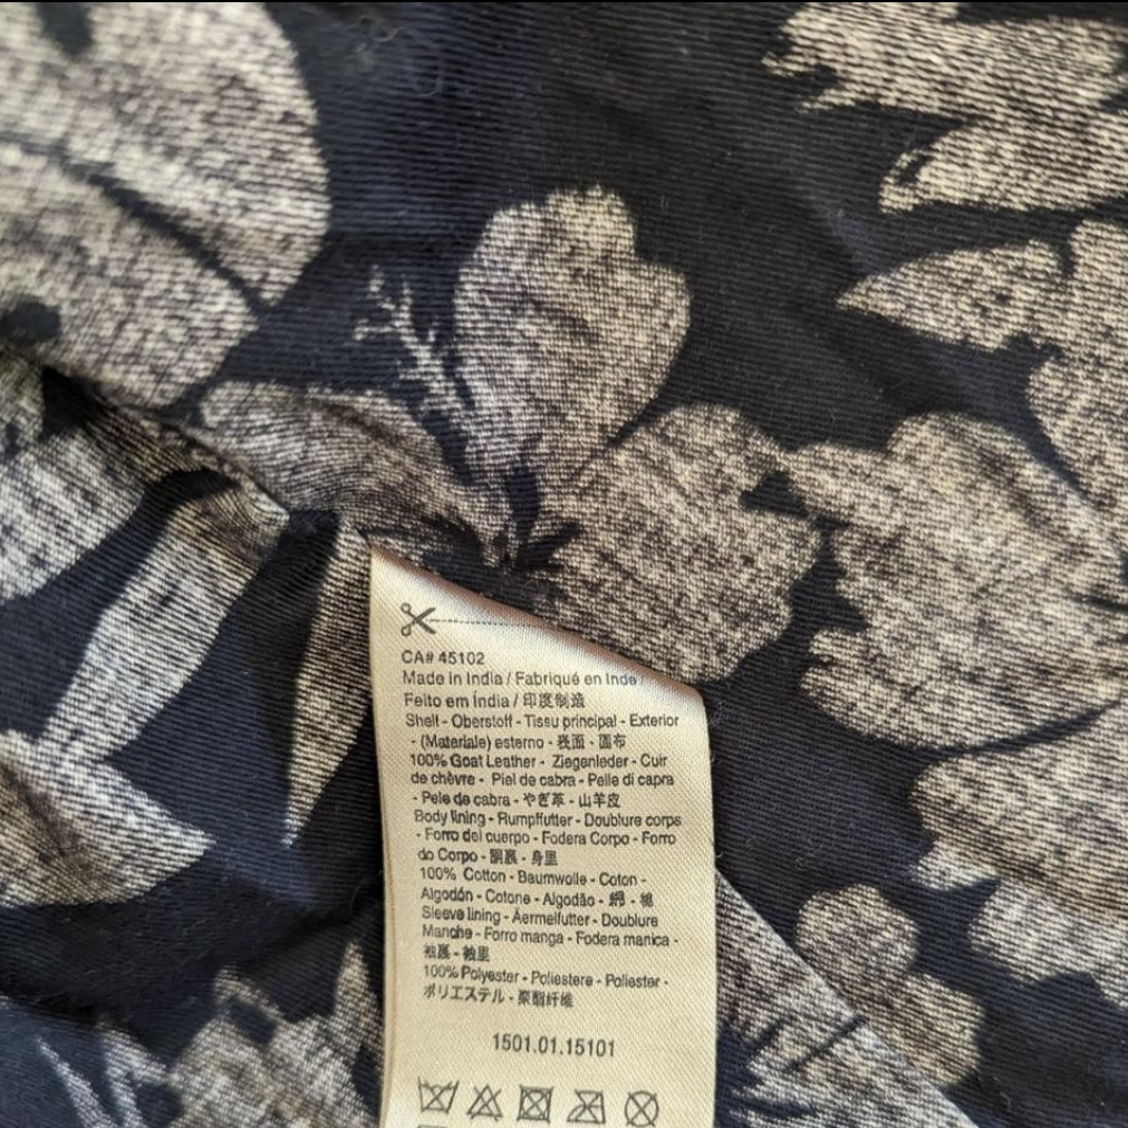 CA# 45102
Made in India / Fabriqué en Inde /
Feito em Índia / 印度制造
Shell - Oberstoff - Tissu principal - Exterior
- (Materiale) esterno - 表面 - 面布
100% Goat Leather - Ziegenleder - Cuir
de chèvre - Piel de cabra - Pelle di capra
- Pele de cabra - やぎ革 - 山羊皮
Body lining - Rumpffutter - Doublure corps
- Forro del cuerpo - Fodera Corpo - Forro
do Corpo - 胴裏 - 身里
100% Cotton - Baumwolle - Coton -
Algodón - Cotone - Algodão - 綿 - 棉
Sleeve lining - Aermelfutter - Doublure
Manche - Forro manga - Fodera manica -
袖裏 - 袖里
100% Polyester - Poliestere - Poliester -
ポリエステル - 聚酯纤维
1501.01.15101